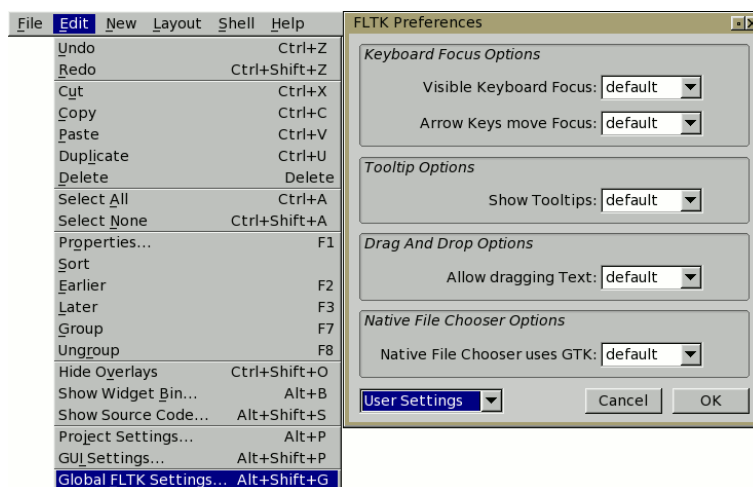 File Edit New Layout Shell Help
Undo Ctrl+Z
Redo Ctrl+Shift+Z
Cut Ctrl+X
Copy Ctrl+C
Paste Ctrl+V
Duplicate Ctrl+U
Delete Delete
Select All Ctrl+A
Select None Ctrl+Shift+A
Properties... F1
Sort
Earlier F2
Later F3
Group F7
Ungroup F8
Hide Overlays Ctrl+Shift+O
Show Widget Bin... Alt+B
Show Source Code... Alt+Shift+S
Project Settings... Alt+P
GUI Settings... Alt+Shift+P
Global FLTK Settings... Alt+Shift+G
FLTK Preferences
Keyboard Focus Options
Visible Keyboard Focus: default
Arrow Keys move Focus: default
Tooltip Options
Show Tooltips: default
Drag And Drop Options
Allow dragging Text: default
Native File Chooser Options
Native File Chooser uses GTK: default
User Settings Cancel OK